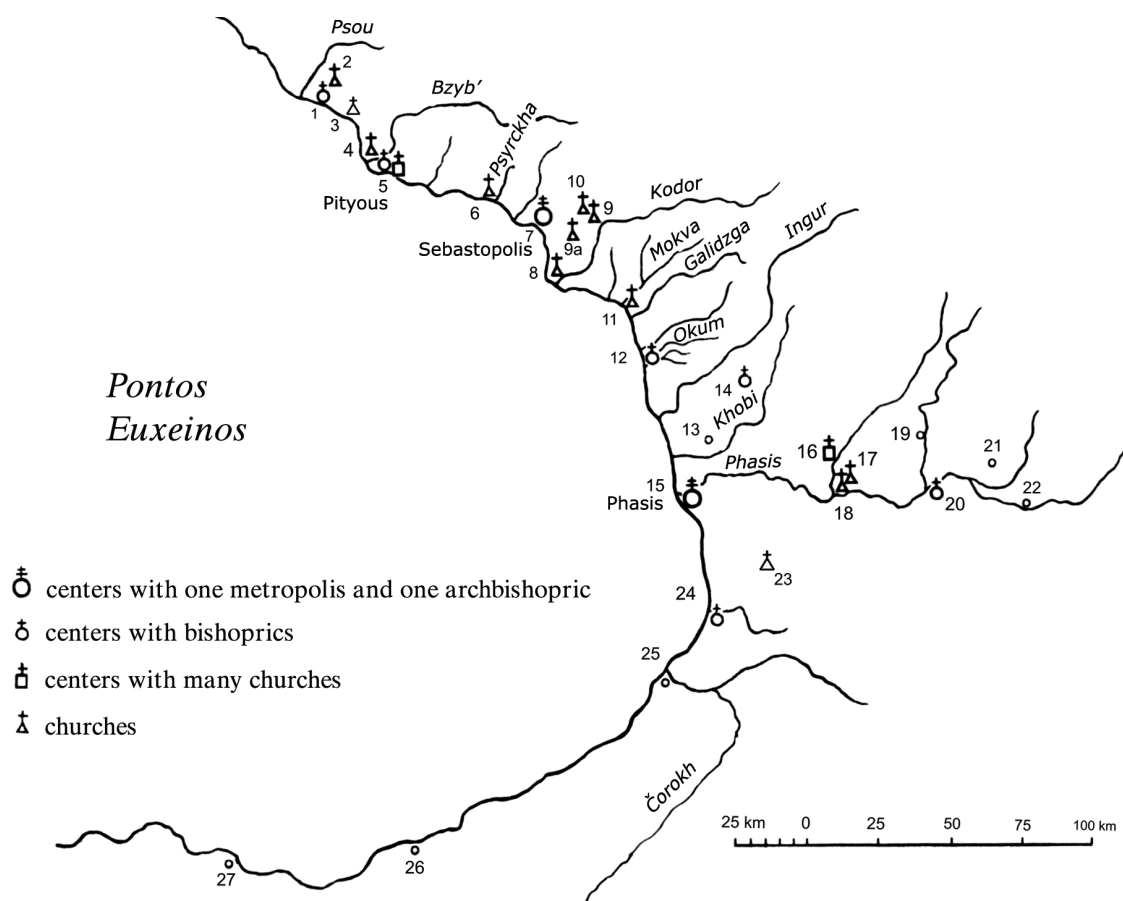 Psou
2
Bzyb’
1
3
Psyrckha
4
5
10
Kodor
Pityous
6
9
Ingur
7
Mokva
Sebastopolis
9a
Galidzga
8
11
Okum
12
Pontos
14
Euxeinos
Khobi
13
19
16
17
21
Phasis
15
22
Phasis
18
20
23
centers with one metropolis and one archbishopric
24
centers with bishoprics
25
centers with many churches
churches
Čorokh
25 km 0 25 50 75 100 km
26
27